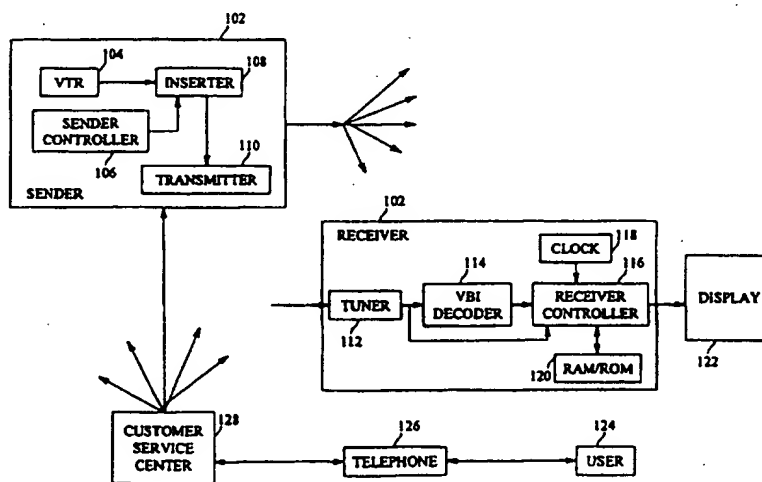 102
104
108
VTR
INSERTER
SENDER
CONTROLLER
106
110
TRANSMITTER
SENDER
102
RECEIVER
118
CLOCK
114
116
TUNER
VBI
DECODER
RECEIVER
CONTROLLER
DISPLAY
112
120
RAM/ROM
122
128
CUSTOMER
SERVICE
CENTER
126
TELEPHONE
124
USER